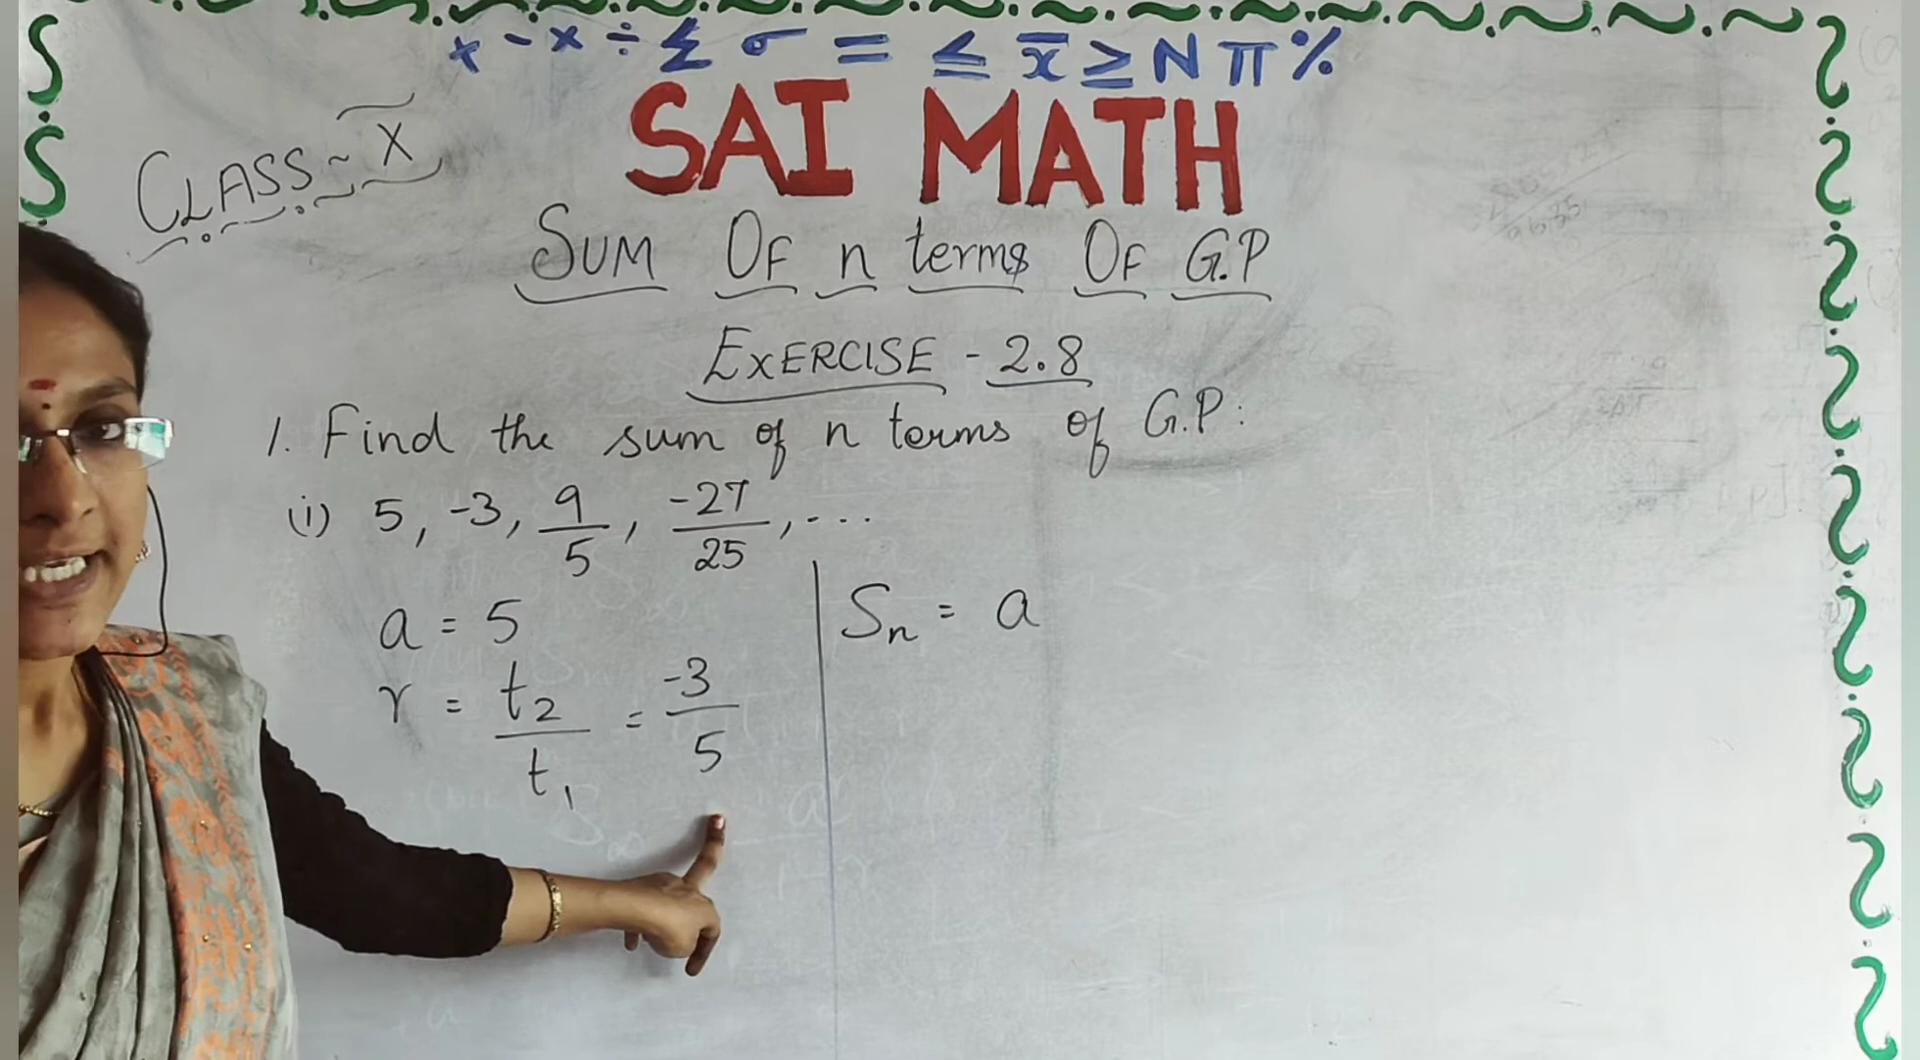 + - × ÷ ≤ σ = ≤ x̄ ≥ N π %
SAI MATH
CLASS - X
SUM OF n terms OF G.P
EXERCISE - 2.8
1. Find the sum of n terms of G.P:
(i) 5, -3, 9/5, -27/25, ...
a = 5
r = t₂/t₁ = -3/5
Sₙ = a